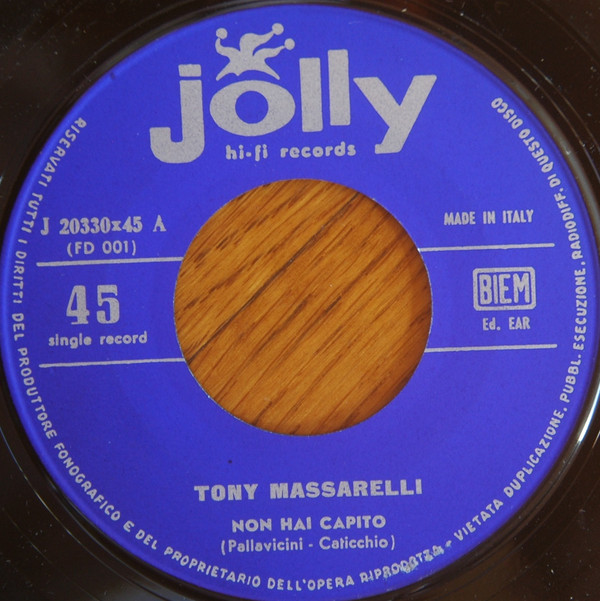 jolly
hi-fi records
J 20330x45 A
(FD 001)
MADE IN ITALY
45
single record
BIEM
Ed. EAR
TONY MASSARELLI
NON HAI CAPITO
(Pallavicini - Caticchio)
RISERVATI TUTTI I DIRITTI DEL PRODUTTORE FONOGRAFICO E DEL PROPRIETARIO DELL'OPERA RIPRODOTTA - VIETATA DUPLICAZIONE, PUBBL. ESECUZIONE, RADIODIFF. DI QUESTO DISCO